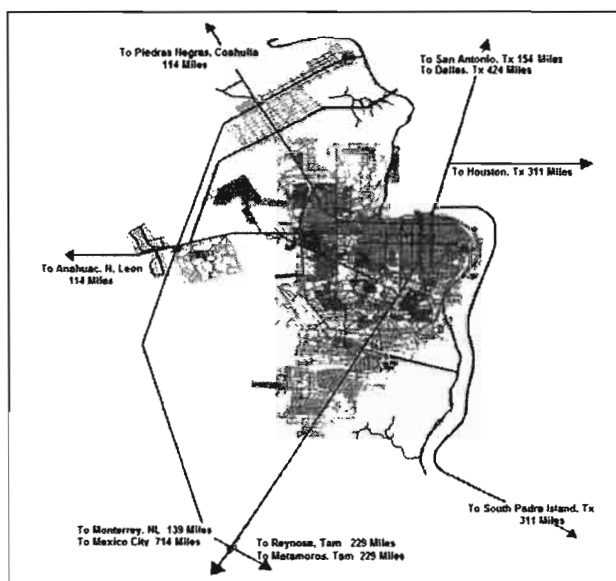 To Piedras Negras, Coahuila
114 Miles
To San Antonio, Tx 154 Miles
To Dallas, Tx 424 Miles
To Houston, Tx 311 Miles
To Anahuac, N. Leon
114 Miles
To South Padre Island, Tx
311 Miles
To Monterrey, NL 139 Miles
To Mexico City 714 Miles
To Reynosa, Tam 229 Miles
To Matamoros, Tam 229 Miles